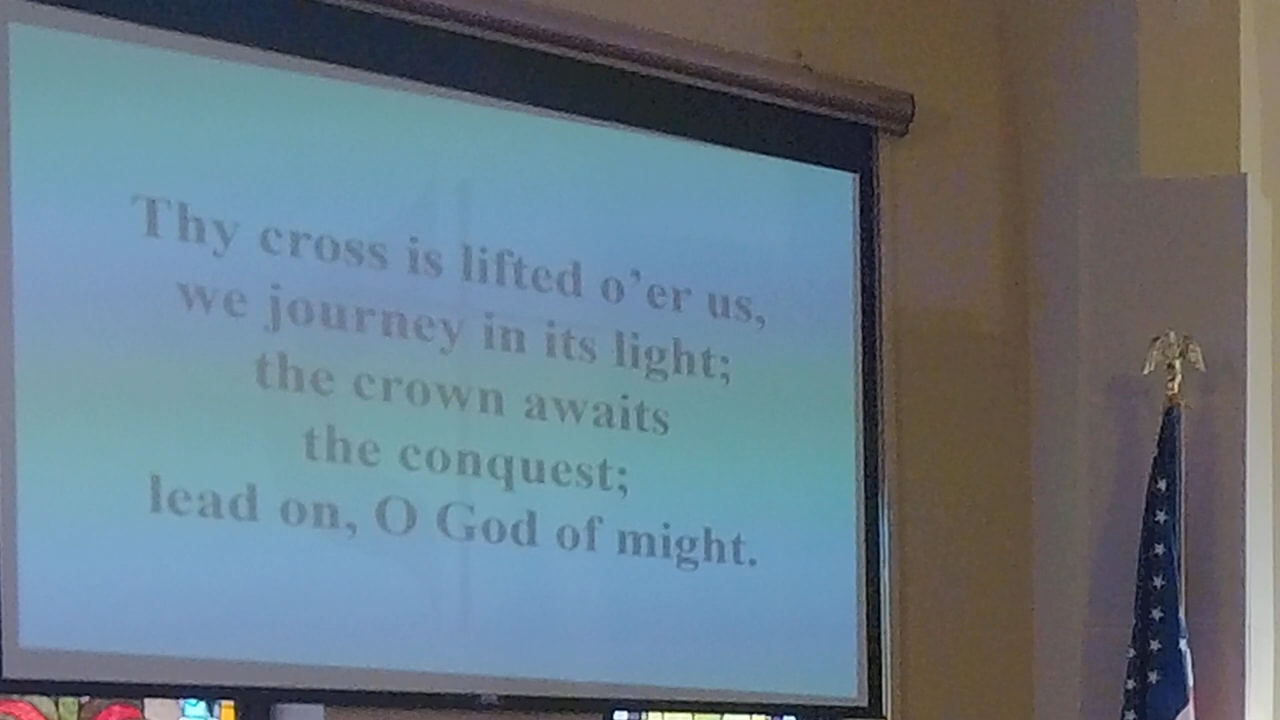 Thy cross is lifted o’er us,
we journey in its light;
the crown awaits
the conquest;
lead on, O God of might.